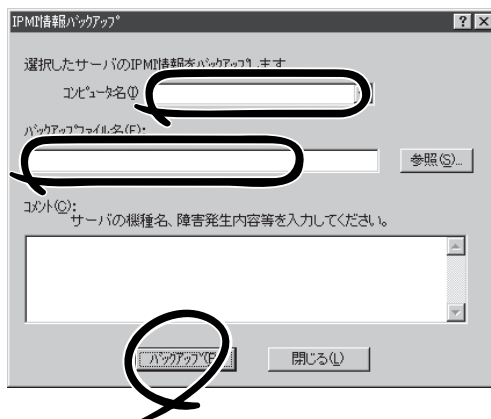 IPMI情報バックアップ
選択したサーバのIPMI情報をバックアップします
コンピュータ名(I)
バックアップファイル名(F):
参照(S)...
コメント(C):
サーバの機種名、障害発生内容等を入力してください。
バックアップ(P)
閉じる(L)